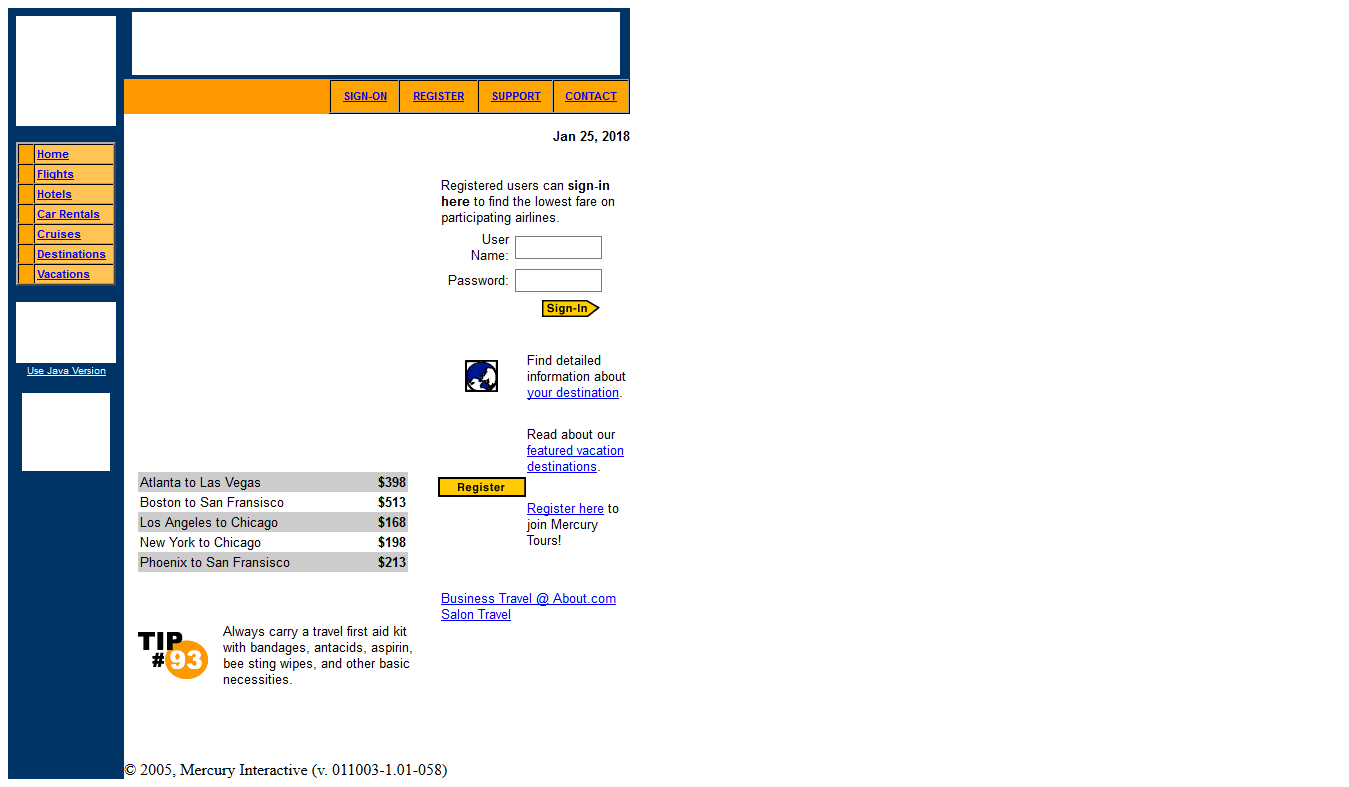 SIGN-ON REGISTER SUPPORT CONTACT
Jan 25, 2018
Home
Flights
Hotels
Car Rentals
Cruises
Destinations
Vacations
Use Java Version
Registered users can sign-in
here to find the lowest fare on
participating airlines.
User
Name:
Password:
Sign-In
Find detailed
information about
your destination.
Read about our
featured vacation
destinations.
Register
Register here to
join Mercury
Tours!
Atlanta to Las Vegas $398
Boston to San Fransisco $513
Los Angeles to Chicago $168
New York to Chicago $198
Phoenix to San Fransisco $213
Business Travel @ About.com
Salon Travel
TIP
#93
Always carry a travel first aid kit
with bandages, antacids, aspirin,
bee sting wipes, and other basic
necessities.
© 2005, Mercury Interactive (v. 011003-1.01-058)